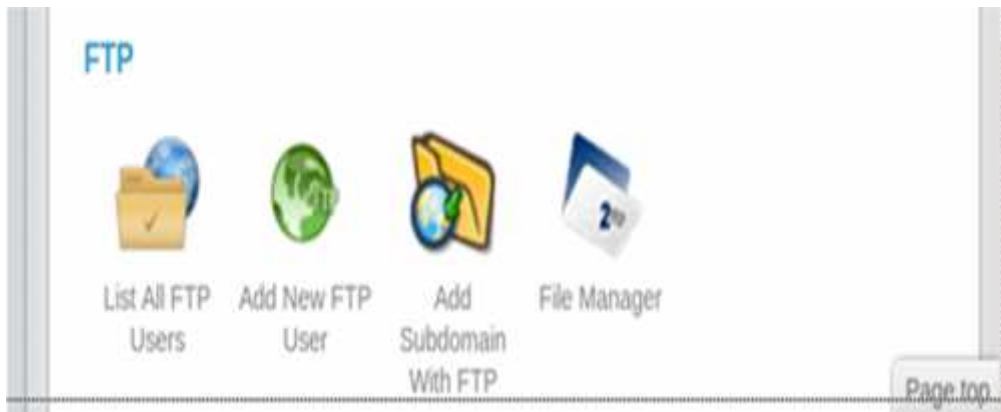 FTP
List All FTP
Users
Add New FTP
User
Add
Subdomain
With FTP
File Manager
Page top